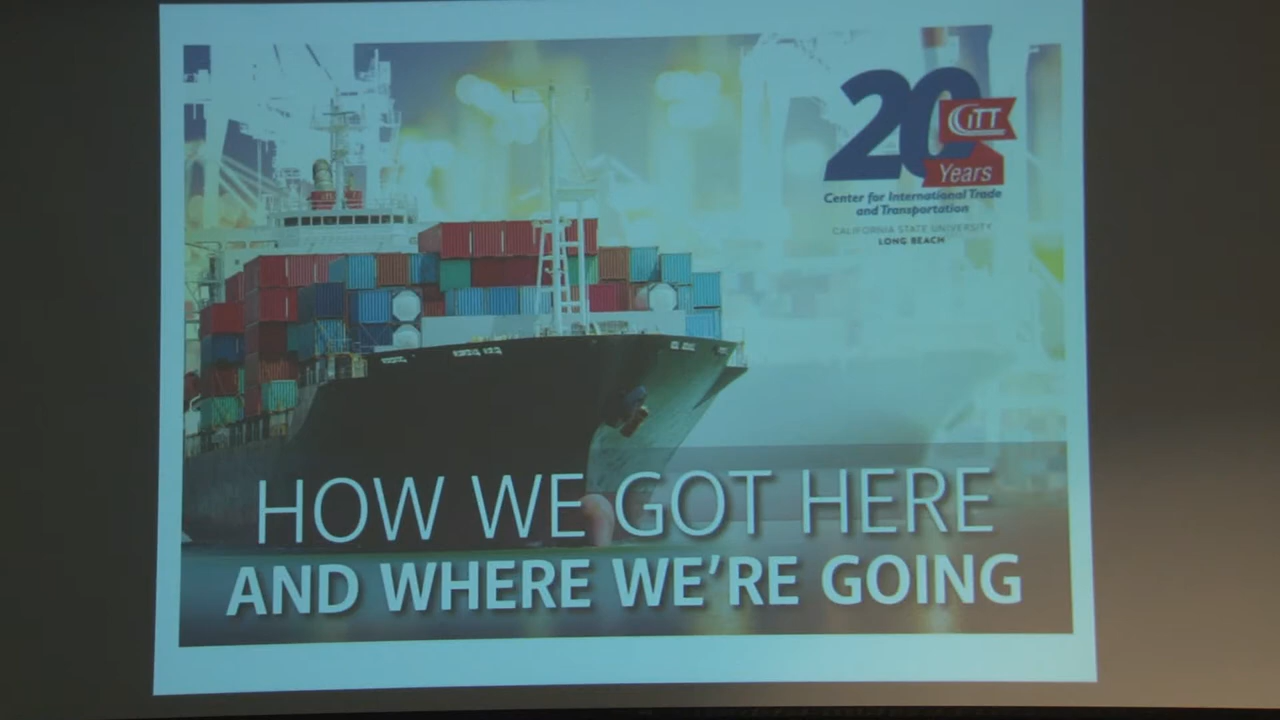 20
CITT
Years
Center for International Trade
and Transportation
CALIFORNIA STATE UNIVERSITY
LONG BEACH
HOW WE GOT HERE
AND WHERE WE'RE GOING